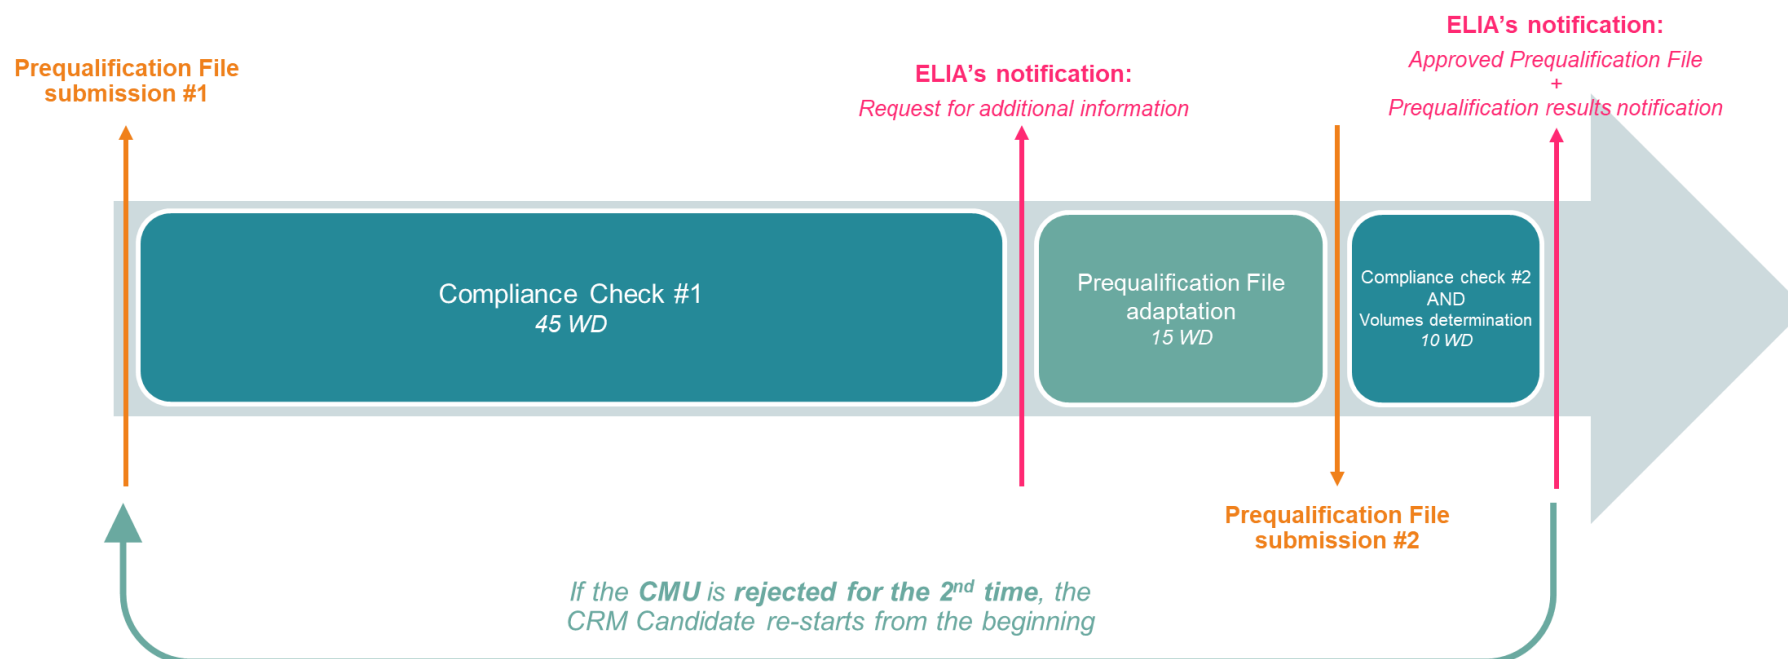 Prequalification File
submission #1
ELIA’s notification:
Request for additional information
ELIA’s notification:
Approved Prequalification File
+
Prequalification results notification
Compliance Check #1
45 WD
Prequalification File
adaptation
15 WD
Compliance check #2
AND
Volumes determination
10 WD
Prequalification File
submission #2
If the CMU is rejected for the 2nd time, the
CRM Candidate re-starts from the beginning